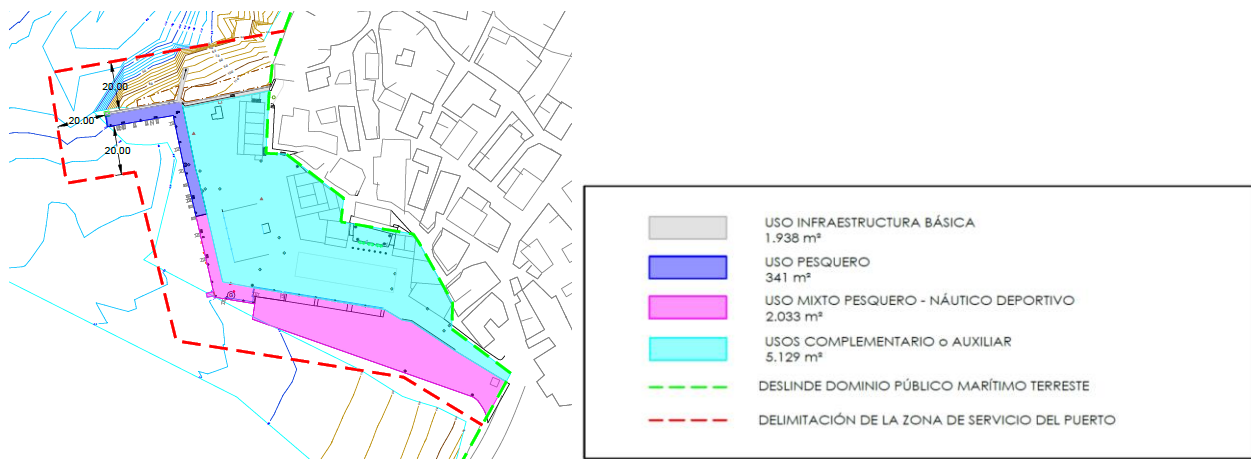 20.00
20.00
20.00
USO INFRAESTRUCTURA BÁSICA
1.938 m²
USO PESQUERO
341 m²
USO MIXTO PESQUERO - NÁUTICO DEPORTIVO
2.033 m²
USOS COMPLEMENTARIO o AUXILIAR
5.129 m²
DESLINDE DOMINIO PÚBLICO MARÍTIMO TERRESTE
DELIMITACIÓN DE LA ZONA DE SERVICIO DEL PUERTO